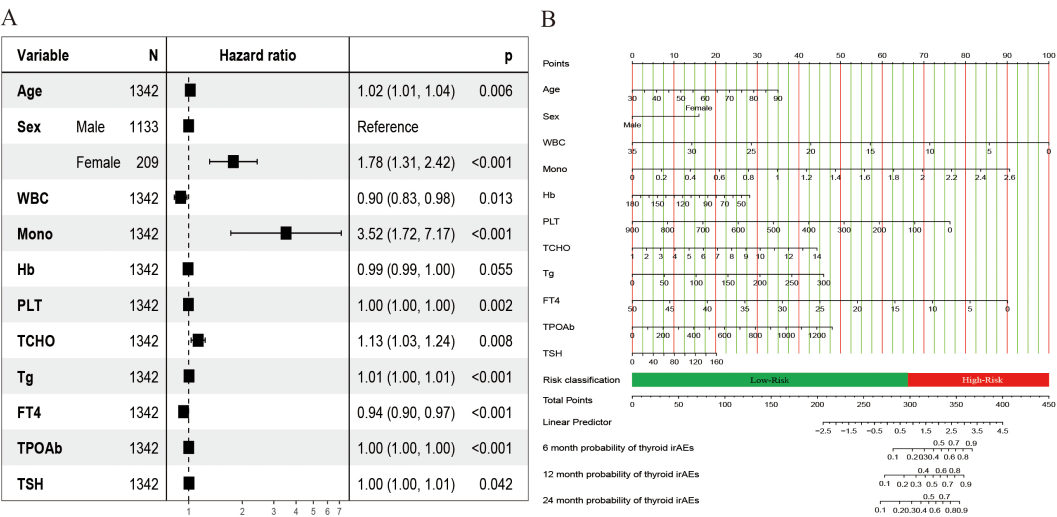 A
Variable N Hazard ratio p
Age 1342 1.02 (1.01, 1.04) 0.006
Sex Male 1133 Reference
Female 209 1.78 (1.31, 2.42) <0.001
WBC 1342 0.90 (0.83, 0.98) 0.013
Mono 1342 3.52 (1.72, 7.17) <0.001
Hb 1342 0.99 (0.99, 1.00) 0.055
PLT 1342 1.00 (1.00, 1.00) 0.002
TCHO 1342 1.13 (1.03, 1.24) 0.008
Tg 1342 1.01 (1.00, 1.01) <0.001
FT4 1342 0.94 (0.90, 0.97) <0.001
TPOAb 1342 1.00 (1.00, 1.00) <0.001
TSH 1342 1.00 (1.00, 1.01) 0.042
1 2 3 4 5 6 7
B
0 10 20 30 40 50 60 70 80 90 100
Points
Age
30 40 50 60 70 80 90
Female
Sex
Male
WBC
35 30 25 20 15 10 5 0
Mono
0 0.2 0.4 0.6 0.8 1 1.2 1.4 1.6 1.8 2 2.2 2.4 2.6
Hb
180 150 120 90 70 50
PLT
900 800 700 600 500 400 300 200 100 0
TCHO
1 2 3 4 5 6 7 8 9 10 12 14
Tg
0 50 100 150 200 250 300
FT4
50 45 40 35 30 25 20 15 10 5 0
TPOAb
0 200 400 600 800 1000 1200
TSH
0 40 80 120 160
Risk classification Low-Risk High-Risk
Total Points
0 50 100 150 200 250 300 350 400 450
Linear Predictor
−2.5 −1.5 −0.5 0.5 1.5 2.5 3.5 4.5
0.5 0.7 0.9
6 month probability of thyroid irAEs
0.1 0.20.30.4 0.6 0.8
0.4 0.6 0.8
12 month probability of thyroid irAEs
0.1 0.2 0.3 0.5 0.7 0.9
0.5 0.7
24 month probability of thyroid irAEs
0.1 0.20.30.4 0.6 0.80.9